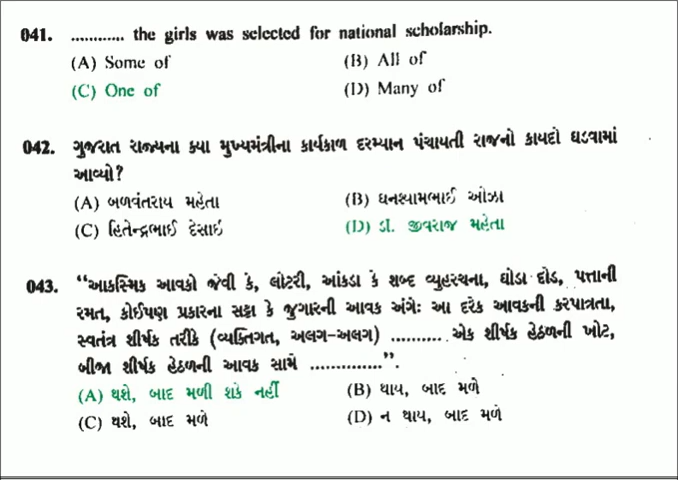 041. ............ the girls was selected for national scholarship.
(A) Some of (B) All of
(C) One of (D) Many of
042. ગુજરાત રાજ્યના ક્યા મુખ્યમંત્રીના કાર્યકાળ દરમ્યાન પંચાયતી રાજનો કાયદો ઘડવામાં
આવ્યો?
(A) બળવંતરાય મહેતા (B) ઘનશ્યામભાઈ ઓઝા
(C) હિતેન્દ્રભાઈ દેસાઈ (D) ડૉ. જીવરાજ મહેતા
043. “આકસ્મિક આવકો જેવી કે, લોટરી, આંકડા કે શબ્દ વ્યુહરચના, ઘોડા દોડ, પત્તાની
રમત, કોઈપણ પ્રકારના સટ્ટા કે જુગારની આવક અંગેઃ આ દરેક આવકની કરપાત્રતા,
સ્વતંત્ર શીર્ષક તરીકે (વ્યક્તિગત, અલગ-અલગ) .......... એક શીર્ષક હેઠળની ખોટ,
બીજા શીર્ષક હેઠળની આવક સામે ..............”.
(A) થશે, બાદ મળી શકે નહીં (B) થાય, બાદ મળે
(C) થશે, બાદ મળે (D) ન થાય, બાદ મળે